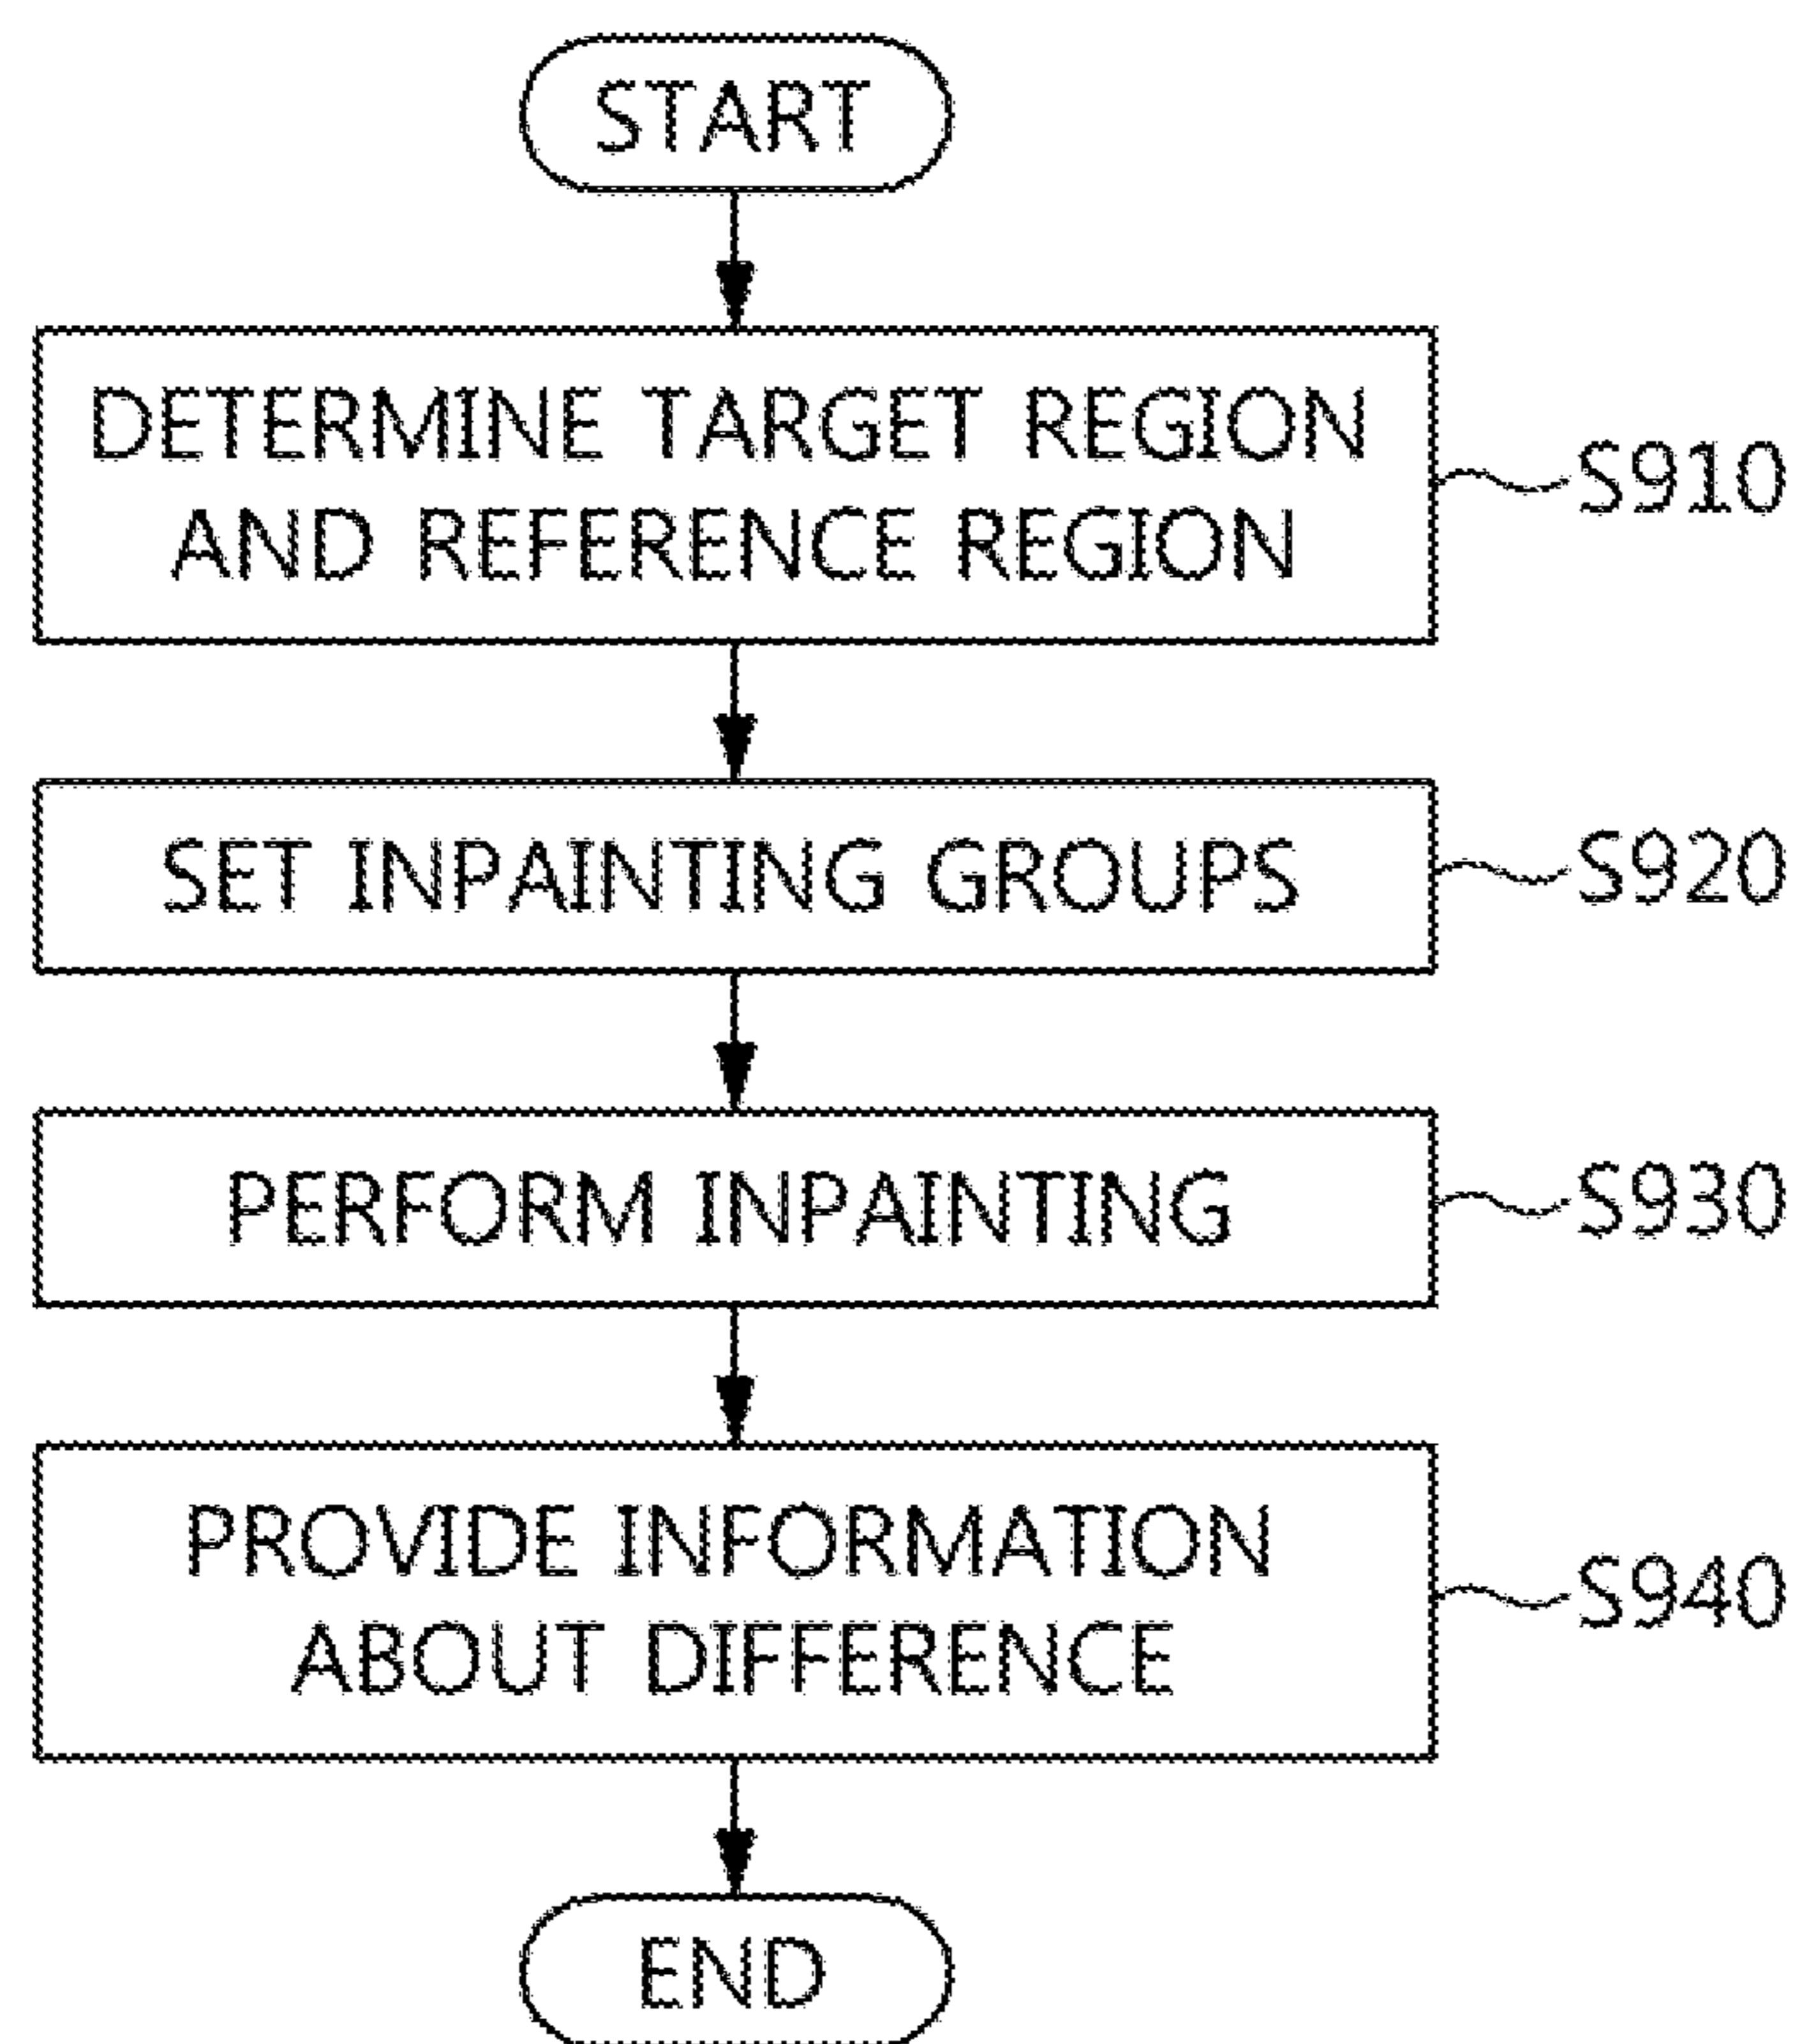 START
DETERMINE TARGET REGION
AND REFERENCE REGION
S910
SET INPAINTING GROUPS
S920
PERFORM INPAINTING
S930
PROVIDE INFORMATION
ABOUT DIFFERENCE
S940
END